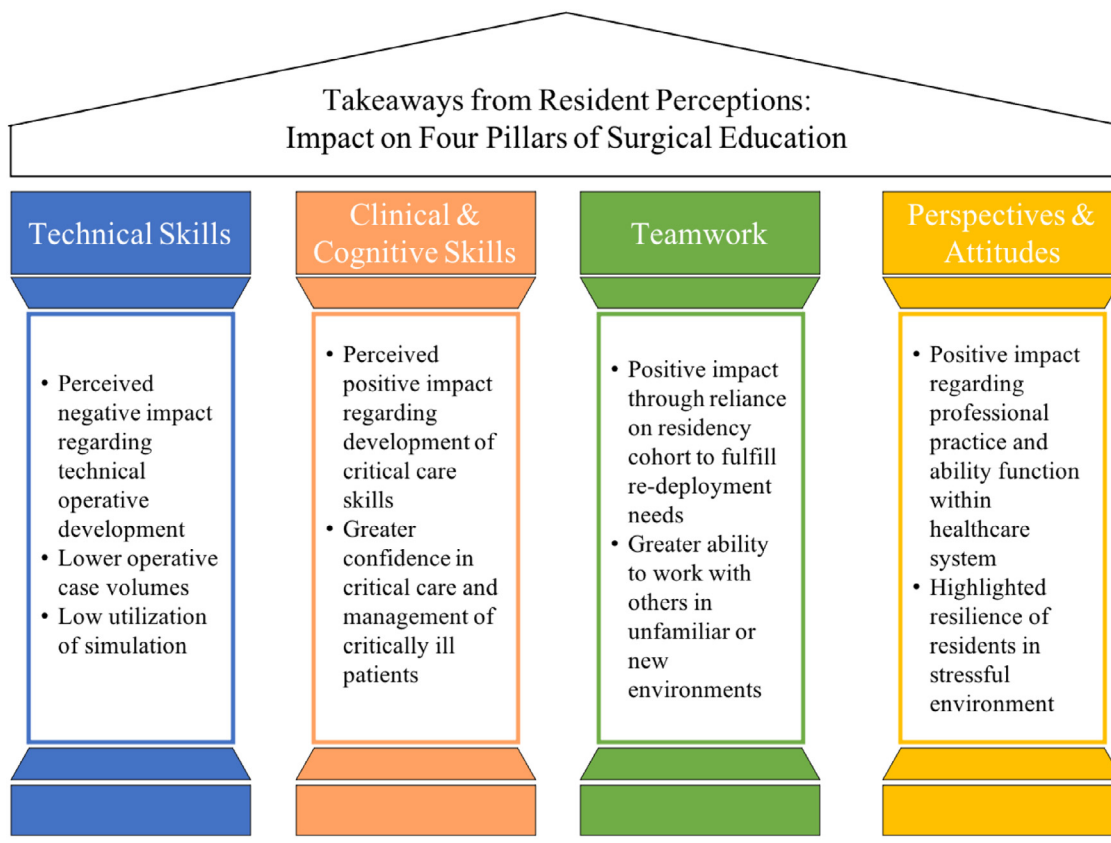 Takeaways from Resident Perceptions:
Impact on Four Pillars of Surgical Education
Technical Skills
• Perceived
negative impact
regarding
technical
operative
development
• Lower operative
case volumes
• Low utilization
of simulation
Clinical &
Cognitive Skills
• Perceived
positive impact
regarding
development of
critical care
skills
• Greater
confidence in
critical care and
management of
critically ill
patients
Teamwork
• Positive impact
through reliance
on residency
cohort to fulfill
re-deployment
needs
• Greater ability
to work with
others in
unfamiliar or
new
environments
Perspectives &
Attitudes
• Positive impact
regarding
professional
practice and
ability function
within
healthcare
system
• Highlighted
resilience of
residents in
stressful
environment